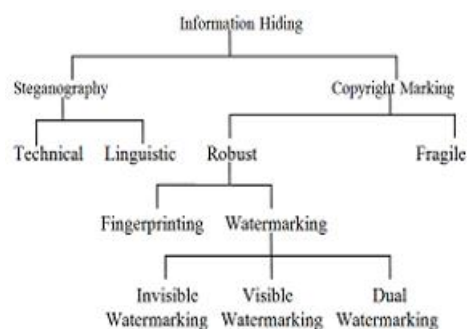 Information Hiding
Steganography Copyright Marking
Technical Linguistic Robust Fragile
Fingerprinting Watermarking
Invisible Visible Dual
Watermarking Watermarking Watermarking